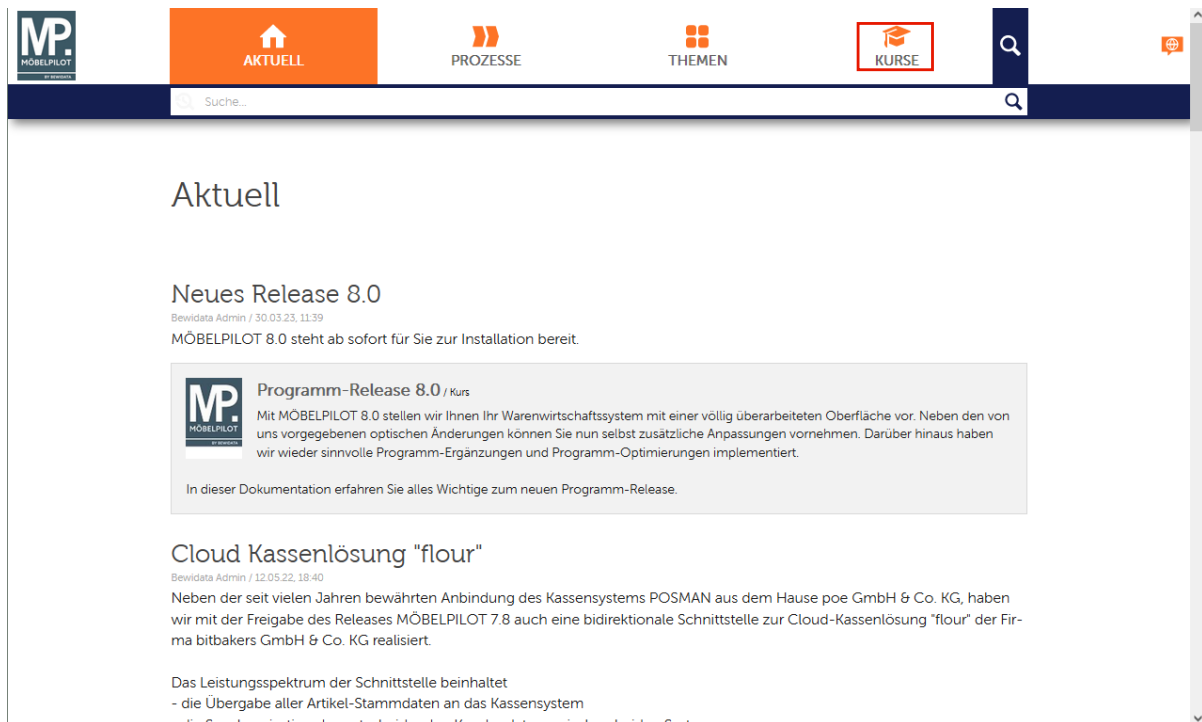 MP.
MÖBELPILOT
BY BEWIDATA
AKTUELL
PROZESSE
THEMEN
KURSE
Suche...
Aktuell
Neues Release 8.0
Bewidata Admin / 30.03.23, 11:39
MÖBELPILOT 8.0 steht ab sofort für Sie zur Installation bereit.
MP.
MÖBELPILOT
BY BEWIDATA
Programm-Release 8.0 / Kurs
Mit MÖBELPILOT 8.0 stellen wir Ihnen Ihr Warenwirtschaftssystem mit einer völlig überarbeiteten Oberfläche vor. Neben den von
uns vorgegebenen optischen Änderungen können Sie nun selbst zusätzliche Anpassungen vornehmen. Darüber hinaus haben
wir wieder sinnvolle Programm-Ergänzungen und Programm-Optimierungen implementiert.
In dieser Dokumentation erfahren Sie alles Wichtige zum neuen Programm-Release.
Cloud Kassenlösung "flour"
Bewidata Admin / 12.05.22, 18:40
Neben der seit vielen Jahren bewährten Anbindung des Kassensystems POSMAN aus dem Hause poe GmbH & Co. KG, haben
wir mit der Freigabe des Releases MÖBELPILOT 7.8 auch eine bidirektionale Schnittstelle zur Cloud-Kassenlösung "flour" der Fir-
ma bitbakers GmbH & Co. KG realisiert.
Das Leistungsspektrum der Schnittstelle beinhaltet
- die Übergabe aller Artikel-Stammdaten an das Kassensystem